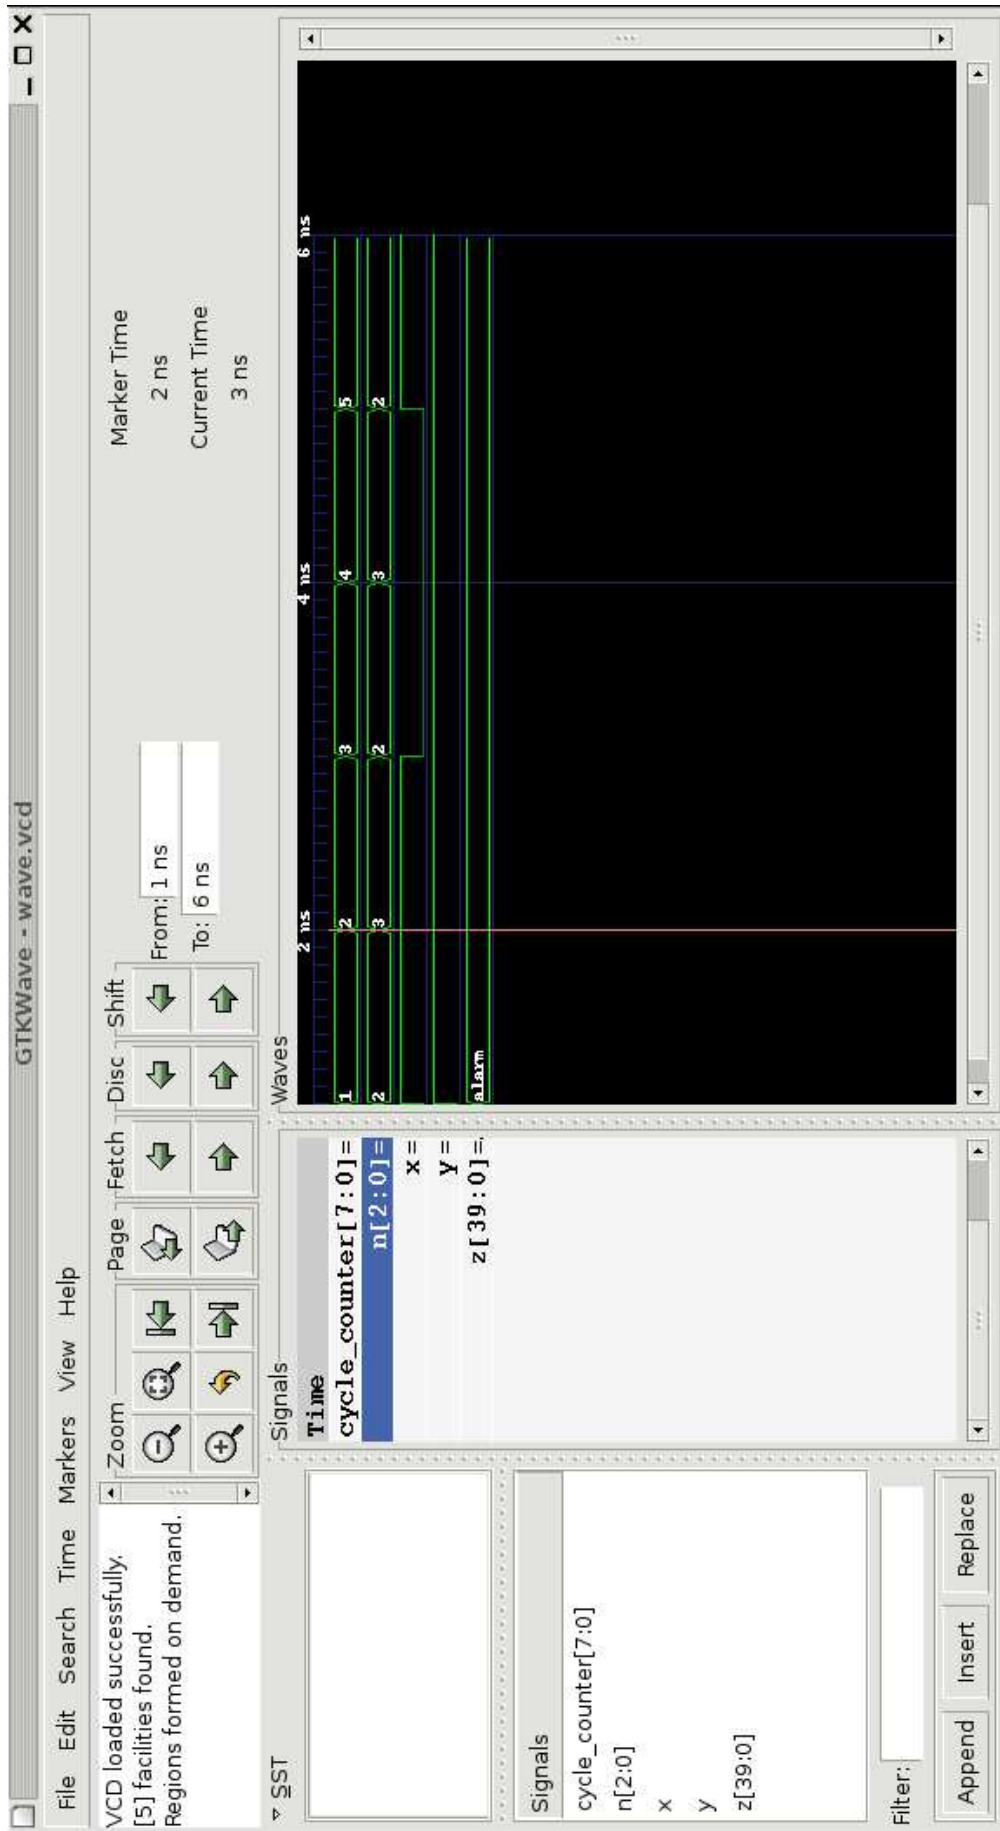 GTKWave - wave.vcd
File Edit Search Time Markers View Help
VCD loaded successfully.
[5] facilities found.
Regions formed on demand.
Zoom
Page
Fetch
Disc
Shift
From: 1 ns
To: 6 ns
Marker Time
2 ns
Current Time
3 ns
▿ SST
Signals
cycle_counter[7:0]
n[2:0]
x
y
z[39:0]
Filter:
Append Insert Replace
Signals
Time
cycle_counter[7:0]=
n[2:0]=
x=
y=
z[39:0]=
Waves
2 ns 4 ns 6 ns
1 2 3 4 5
2 3 2 3 2
alarm